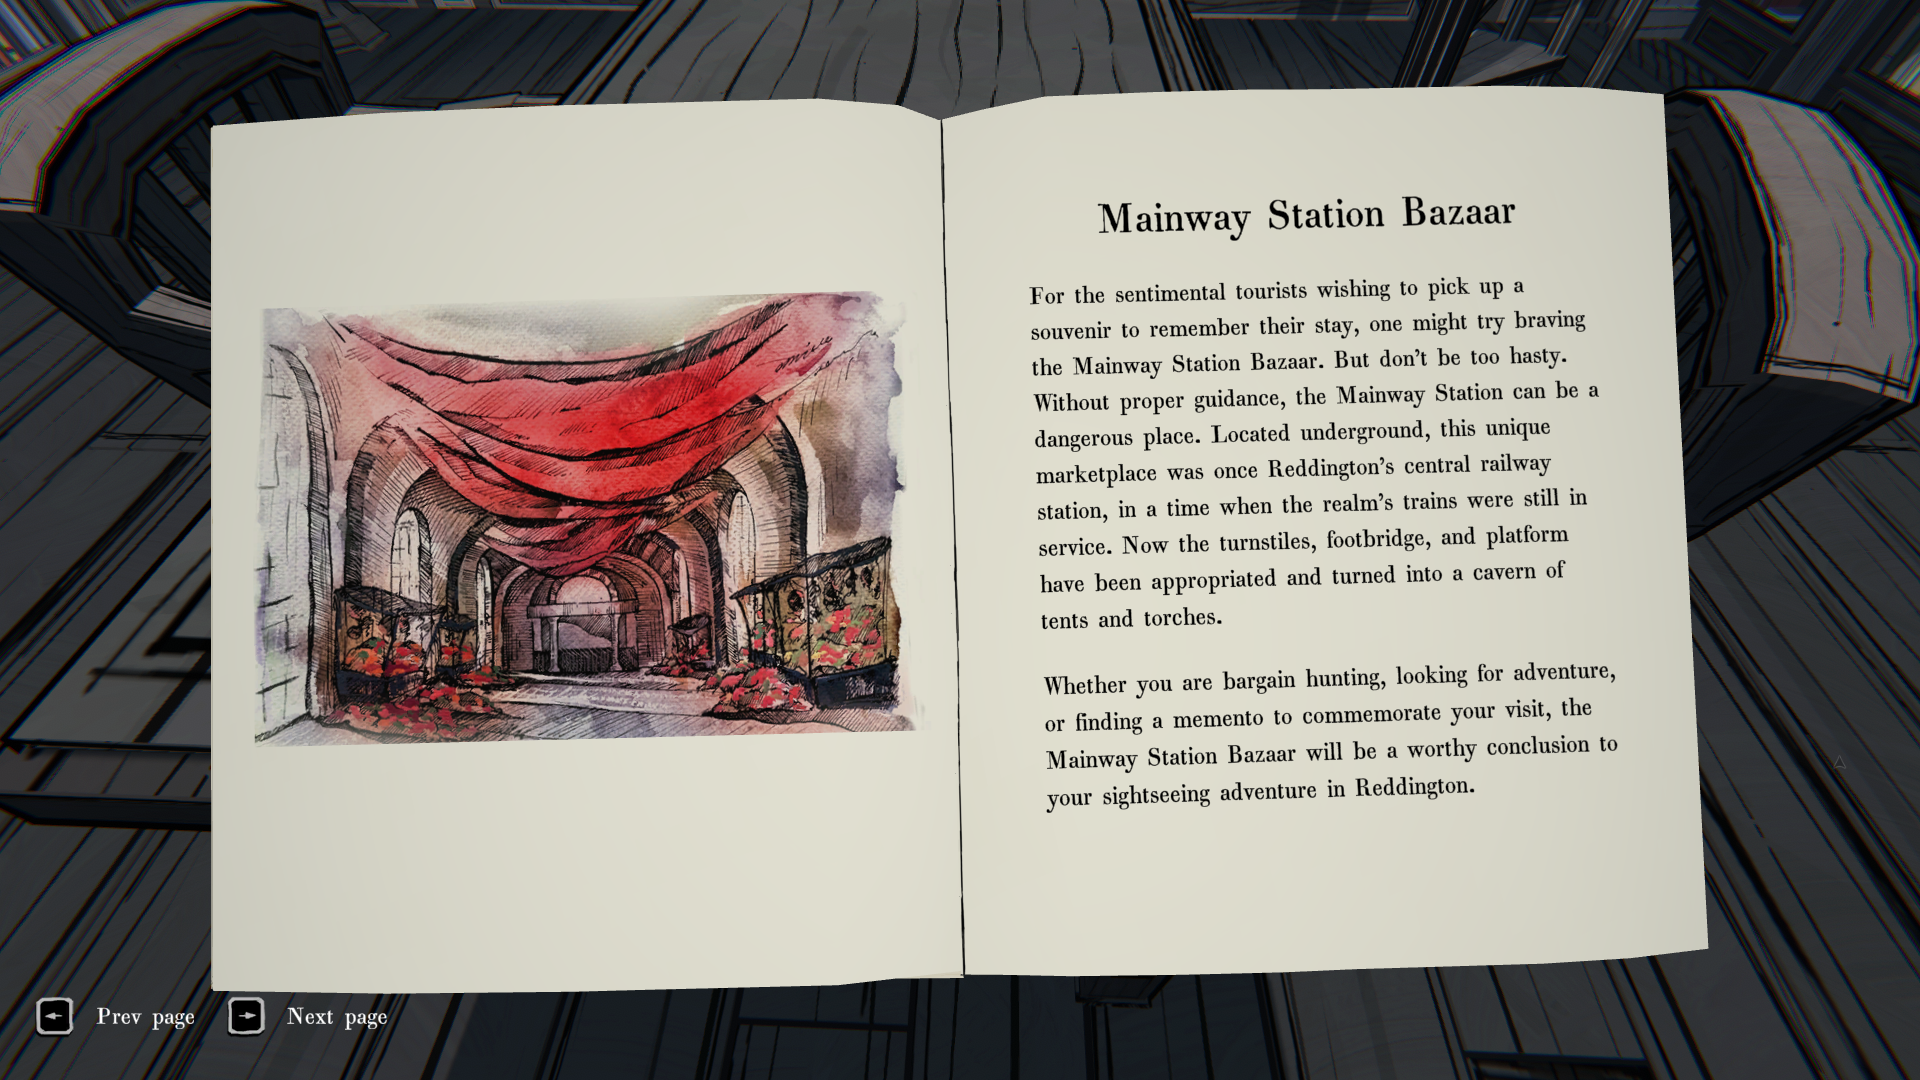 Mainway Station Bazaar
For the sentimental tourists wishing to pick up a
souvenir to remember their stay, one might try braving
the Mainway Station Bazaar. But don't be too hasty.
Without proper guidance, the Mainway Station can be a
dangerous place. Located underground, this unique
marketplace was once Reddington's central railway
station, in a time when the realm's trains were still in
service. Now the turnstiles, footbridge, and platform
have been appropriated and turned into a cavern of
tents and torches.
Whether you are bargain hunting, looking for adventure,
or finding a memento to commemorate your visit, the
Mainway Station Bazaar will be a worthy conclusion to
your sightseeing adventure in Reddington.
Prev page
Next page